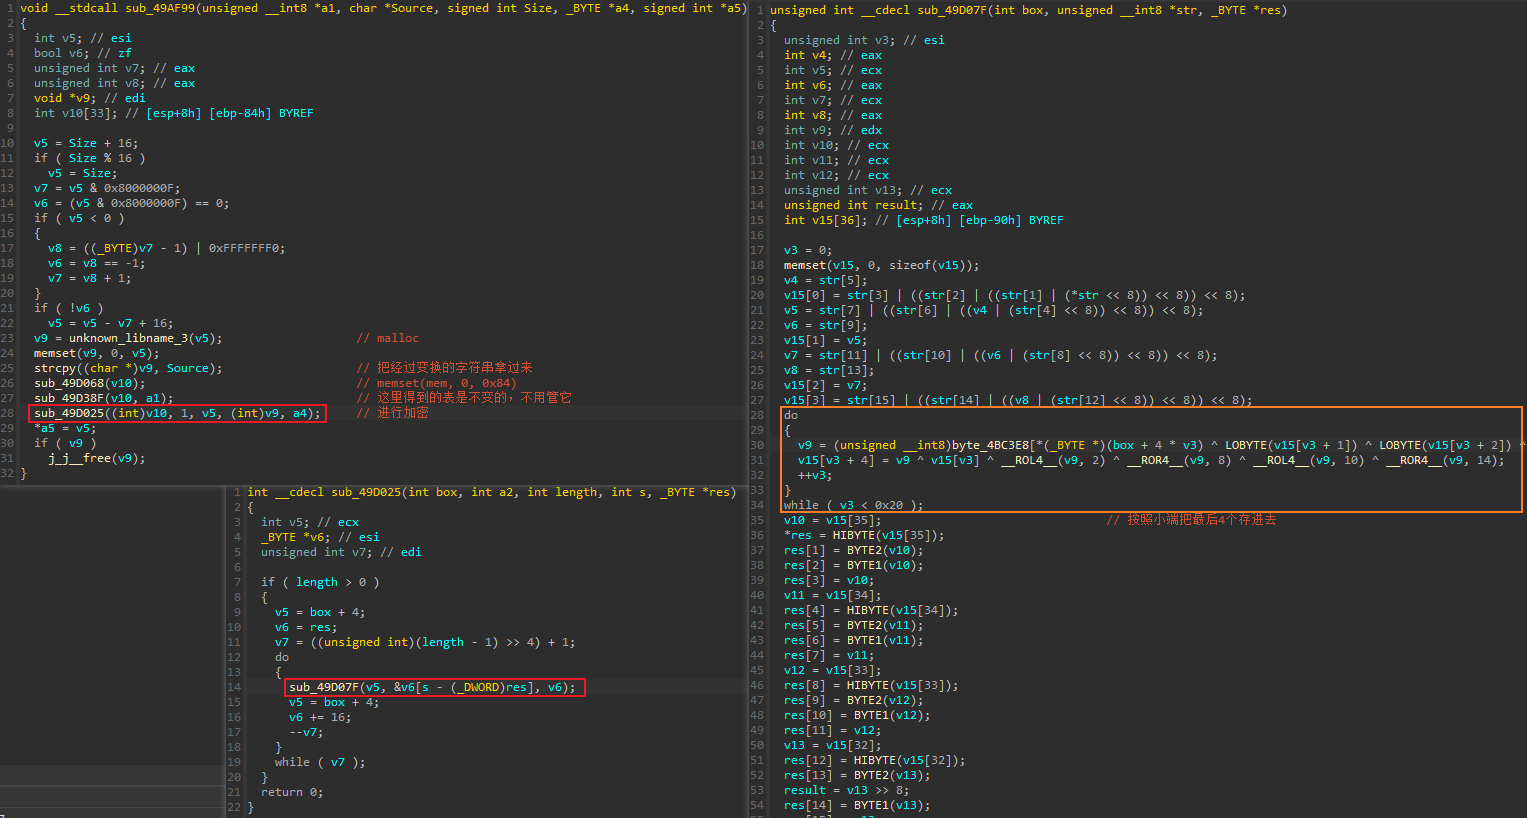 1 void __stdcall sub_49AF99(unsigned __int8 *a1, char *Source, signed int Size, _BYTE *a4, signed int *a5)
2 {
3 int v5; // esi
4 bool v6; // zf
5 unsigned int v7; // eax
6 unsigned int v8; // eax
7 void *v9; // edi
8 int v10[33]; // [esp+8h] [ebp-84h] BYREF
9
10 v5 = Size + 16;
11 if ( Size % 16 )
12 v5 = Size;
13 v7 = v5 & 0x8000000F;
14 v6 = (v5 & 0x8000000F) == 0;
15 if ( v5 < 0 )
16 {
17 v8 = ((_BYTE)v7 - 1) | 0xFFFFFFF0;
18 v6 = v8 == -1;
19 v7 = v8 + 1;
20 }
21 if ( !v6 )
22 v5 = v5 - v7 + 16;
23 v9 = unknown_libname_3(v5); // malloc
24 memset(v9, 0, v5);
25 strcpy((char *)v9, Source); // 把经过变换的字符串拿过来
26 sub_49D068(v10); // memset(mem, 0, 0x84)
27 sub_49D38F(v10, a1); // 这里得到的表是不变的，不用管它
28 sub_49D025((int)v10, 1, v5, (int)v9, a4); // 进行加密
29 *a5 = v5;
30 if ( v9 )
31 j_j__free(v9);
32 }
1 int __cdecl sub_49D025(int box, int a2, int length, int s, _BYTE *res)
2 {
3 int v5; // ecx
4 _BYTE *v6; // esi
5 unsigned int v7; // edi
6
7 if ( length > 0 )
8 {
9 v5 = box + 4;
10 v6 = res;
11 v7 = ((unsigned int)(length - 1) >> 4) + 1;
12 do
13 {
14 sub_49D07F(v5, &v6[s - (_DWORD)res], v6);
15 v5 = box + 4;
16 v6 += 16;
17 --v7;
18 }
19 while ( v7 );
20 }
21 return 0;
22 }
1 unsigned int __cdecl sub_49D07F(int box, unsigned __int8 *str, _BYTE *res)
2 {
3 unsigned int v3; // esi
4 int v4; // eax
5 int v5; // ecx
6 int v6; // eax
7 int v7; // ecx
8 int v8; // eax
9 int v9; // edx
10 int v10; // ecx
11 int v11; // ecx
12 int v12; // ecx
13 unsigned int v13; // ecx
14 unsigned int result; // eax
15 int v15[36]; // [esp+8h] [ebp-90h] BYREF
16
17 v3 = 0;
18 memset(v15, 0, sizeof(v15));
19 v4 = str[5];
20 v15[0] = str[3] | ((str[2] | ((str[1] | (*str << 8)) << 8)) << 8);
21 v5 = str[7] | ((str[6] | ((v4 | (str[4] << 8)) << 8)) << 8);
22 v6 = str[9];
23 v15[1] = v5;
24 v7 = str[11] | ((str[10] | ((v6 | (str[8] << 8)) << 8)) << 8);
25 v8 = str[13];
26 v15[2] = v7;
27 v15[3] = str[15] | ((str[14] | ((v8 | (str[12] << 8)) << 8)) << 8);
28 do
29 {
30 v9 = (unsigned __int8)byte_4BC3E8[*(_BYTE *)(box + 4 * v3) ^ LOBYTE(v15[v3 + 1]) ^ LOBYTE(v15[v3 + 2]) ^
31 v15[v3 + 4] = v9 ^ v15[v3] ^ __ROL4__(v9, 2) ^ __ROR4__(v9, 8) ^ __ROL4__(v9, 10) ^ __ROR4__(v9, 14);
32 ++v3;
33 }
34 while ( v3 < 0x20 );
35 v10 = v15[35]; // 按照小端把最后4个存进去
36 *res = HIBYTE(v15[35]);
37 res[1] = BYTE2(v10);
38 res[2] = BYTE1(v10);
39 res[3] = v10;
40 v11 = v15[34];
41 res[4] = HIBYTE(v15[34]);
42 res[5] = BYTE2(v11);
43 res[6] = BYTE1(v11);
44 res[7] = v11;
45 v12 = v15[33];
46 res[8] = HIBYTE(v15[33]);
47 res[9] = BYTE2(v12);
48 res[10] = BYTE1(v12);
49 res[11] = v12;
50 v13 = v15[32];
51 res[12] = HIBYTE(v15[32]);
52 res[13] = BYTE2(v13);
53 result = v13 >> 8;
54 res[14] = BYTE1(v13);